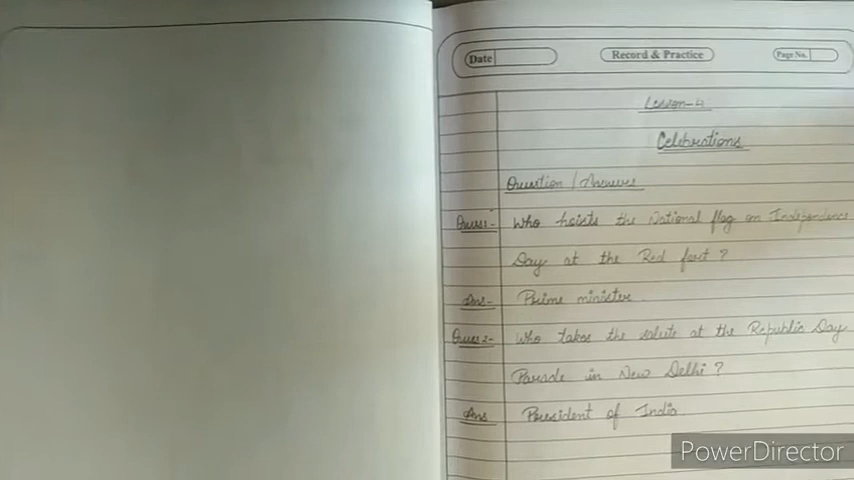 Date
Record & Practice
Page No.
Lesson-4
Celebrations
Question / Answers
Ques1- Who hoists the National flag on Independence
Day at the Red fort ?
Ans- Prime minister.
Ques2- Who takes the salute at the Republic Day
Parade in New Delhi ?
Ans President of India
PowerDirector